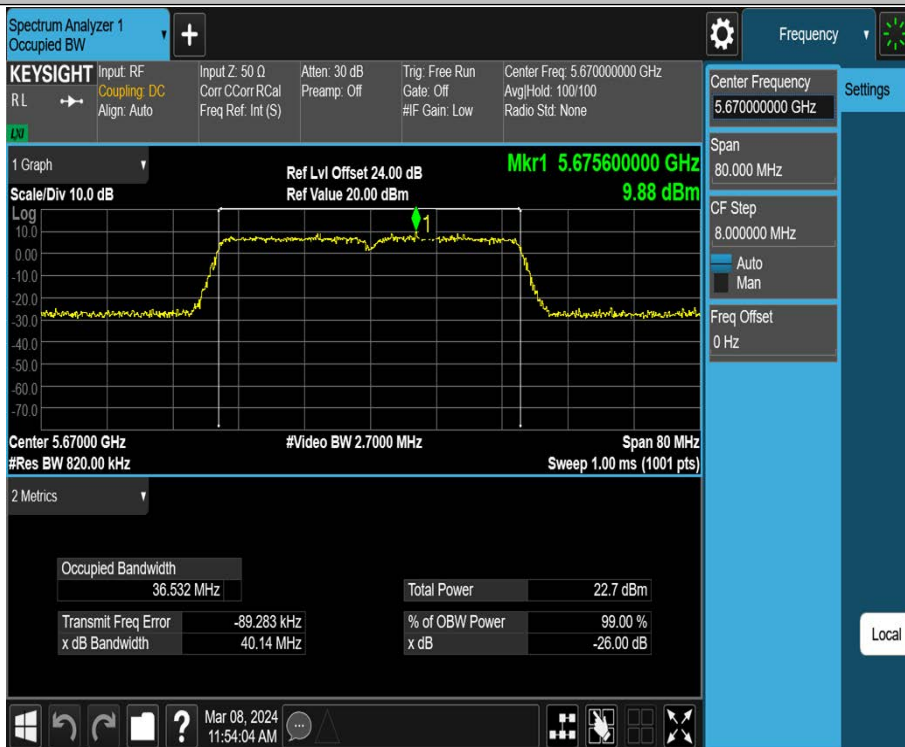 Spectrum Analyzer 1
Occupied BW
+
Frequency
KEYSIGHT
R L
LXI
Input: RF
Coupling: DC
Align: Auto
Input Z: 50 Ω
Corr CCorr RCal
Freq Ref: Int (S)
Atten: 30 dB
Preamp: Off
Trig: Free Run
Gate: Off
#IF Gain: Low
Center Freq: 5.670000000 GHz
Avg|Hold: 100/100
Radio Std: None
Center Frequency
5.670000000 GHz
Settings
Span
80.000 MHz
CF Step
8.000000 MHz
Auto
Man
Freq Offset
0 Hz
Local
1 Graph
Scale/Div 10.0 dB
Ref Lvl Offset 24.00 dB
Ref Value 20.00 dBm
Mkr1 5.675600000 GHz
9.88 dBm
Log
10.0
0.00
-10.0
-20.0
-30.0
-40.0
-50.0
-60.0
-70.0
1
Center 5.67000 GHz
#Video BW 2.7000 MHz
Span 80 MHz
#Res BW 820.00 kHz
Sweep 1.00 ms (1001 pts)
2 Metrics
Occupied Bandwidth
36.532 MHz
Total Power 22.7 dBm
Transmit Freq Error -89.283 kHz
% of OBW Power 99.00 %
x dB Bandwidth 40.14 MHz
x dB -26.00 dB
?
Mar 08, 2024
11:54:04 AM